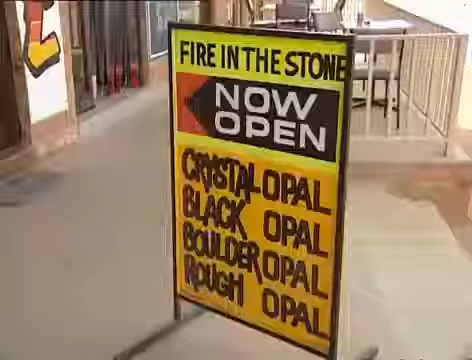 FIRE IN THE STONE
NOW
OPEN
CRYSTAL OPAL
BLACK OPAL
BOULDER OPAL
ROUGH OPAL